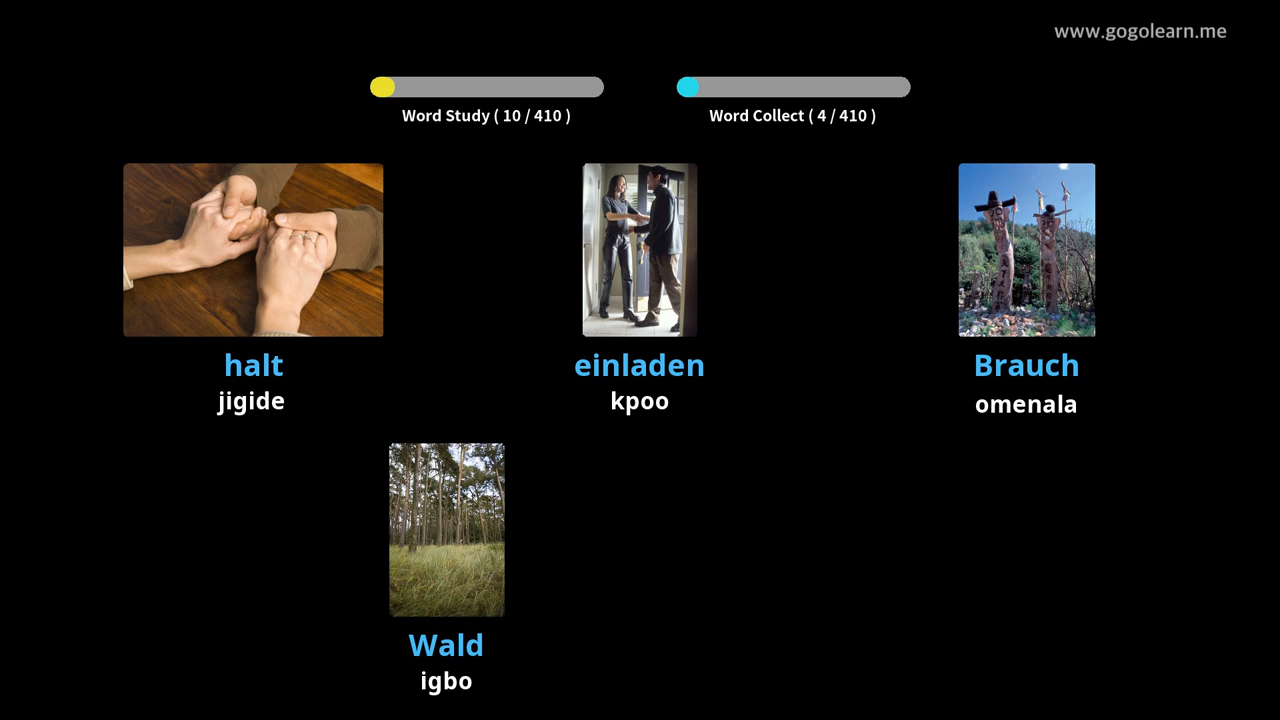 www.gogolearn.me
Word Study ( 10 / 410 )
Word Collect ( 4 / 410 )
halt
jigide
einladen
kpoo
Brauch
omenala
Wald
igbo